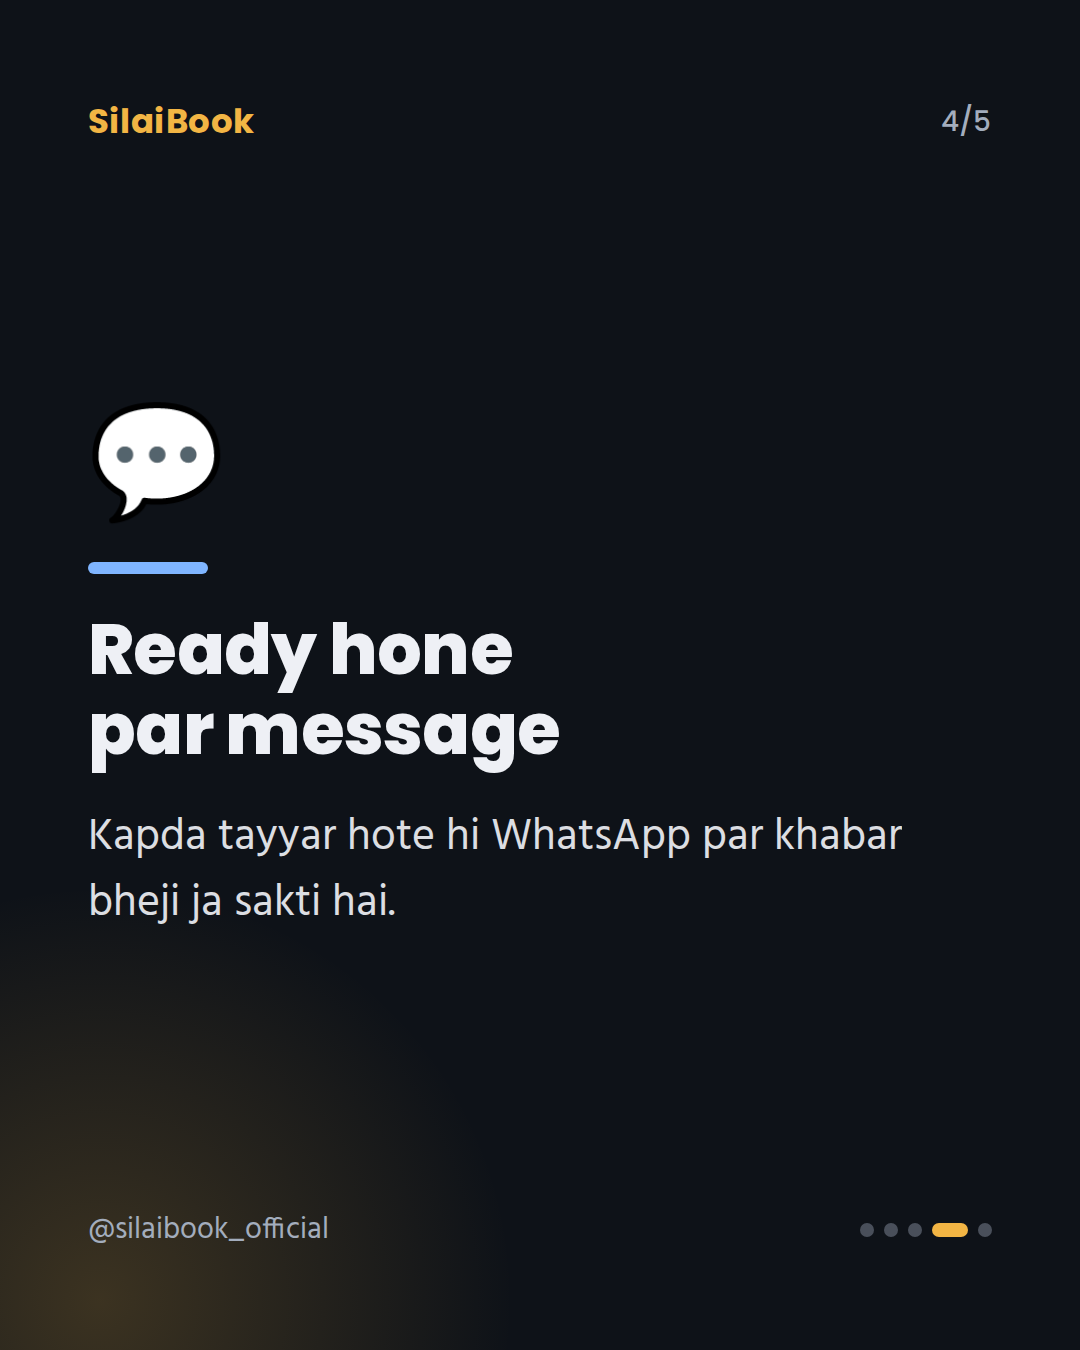 SilaiBook
4/5
Ready hone
par message
Kapda tayyar hote hi WhatsApp par khabar
bheji ja sakti hai.
@silaibook_official